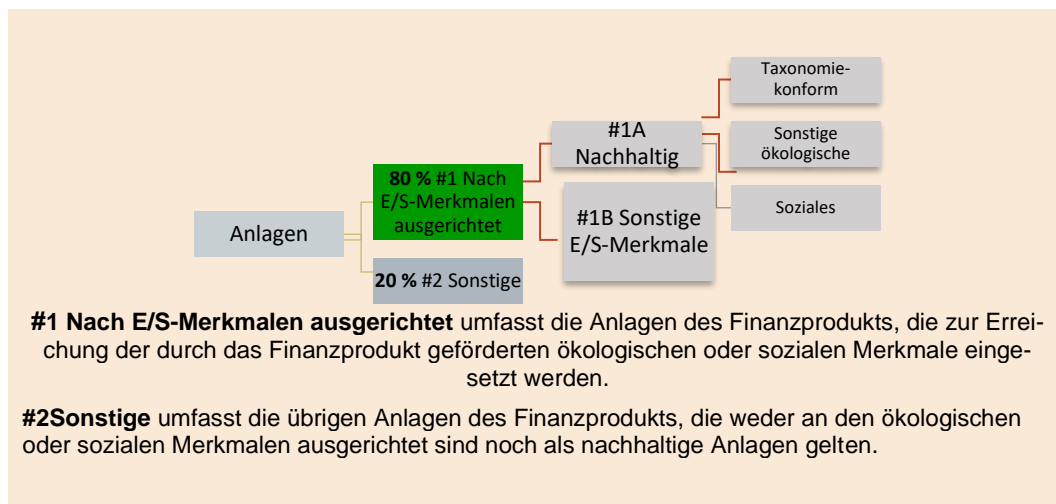 Taxonomie-
konform
#1A
Nachhaltig
Sonstige
ökologische
80 % #1 Nach
E/S-Merkmalen
ausgerichtet
#1B Sonstige
E/S-Merkmale
Soziales
Anlagen
20 % #2 Sonstige
#1 Nach E/S-Merkmalen ausgerichtet umfasst die Anlagen des Finanzprodukts, die zur Errei-
chung der durch das Finanzprodukt geförderten ökologischen oder sozialen Merkmale einge-
setzt werden.
#2Sonstige umfasst die übrigen Anlagen des Finanzprodukts, die weder an den ökologischen
oder sozialen Merkmalen ausgerichtet sind noch als nachhaltige Anlagen gelten.